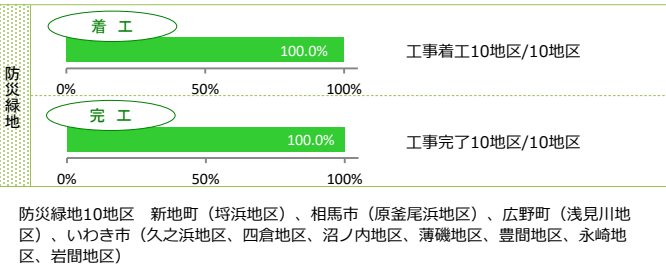 防災緑地
着 工
100.0%
工事着工10地区/10地区
0% 50% 100%
完 工
100.0%
工事完了10地区/10地区
0% 50% 100%
防災緑地10地区 新地町（埒浜地区）、相馬市（原釜尾浜地区）、広野町（浅見川地
区）、いわき市（久之浜地区、四倉地区、沼ノ内地区、薄磯地区、豊間地区、永崎地
区、岩間地区）